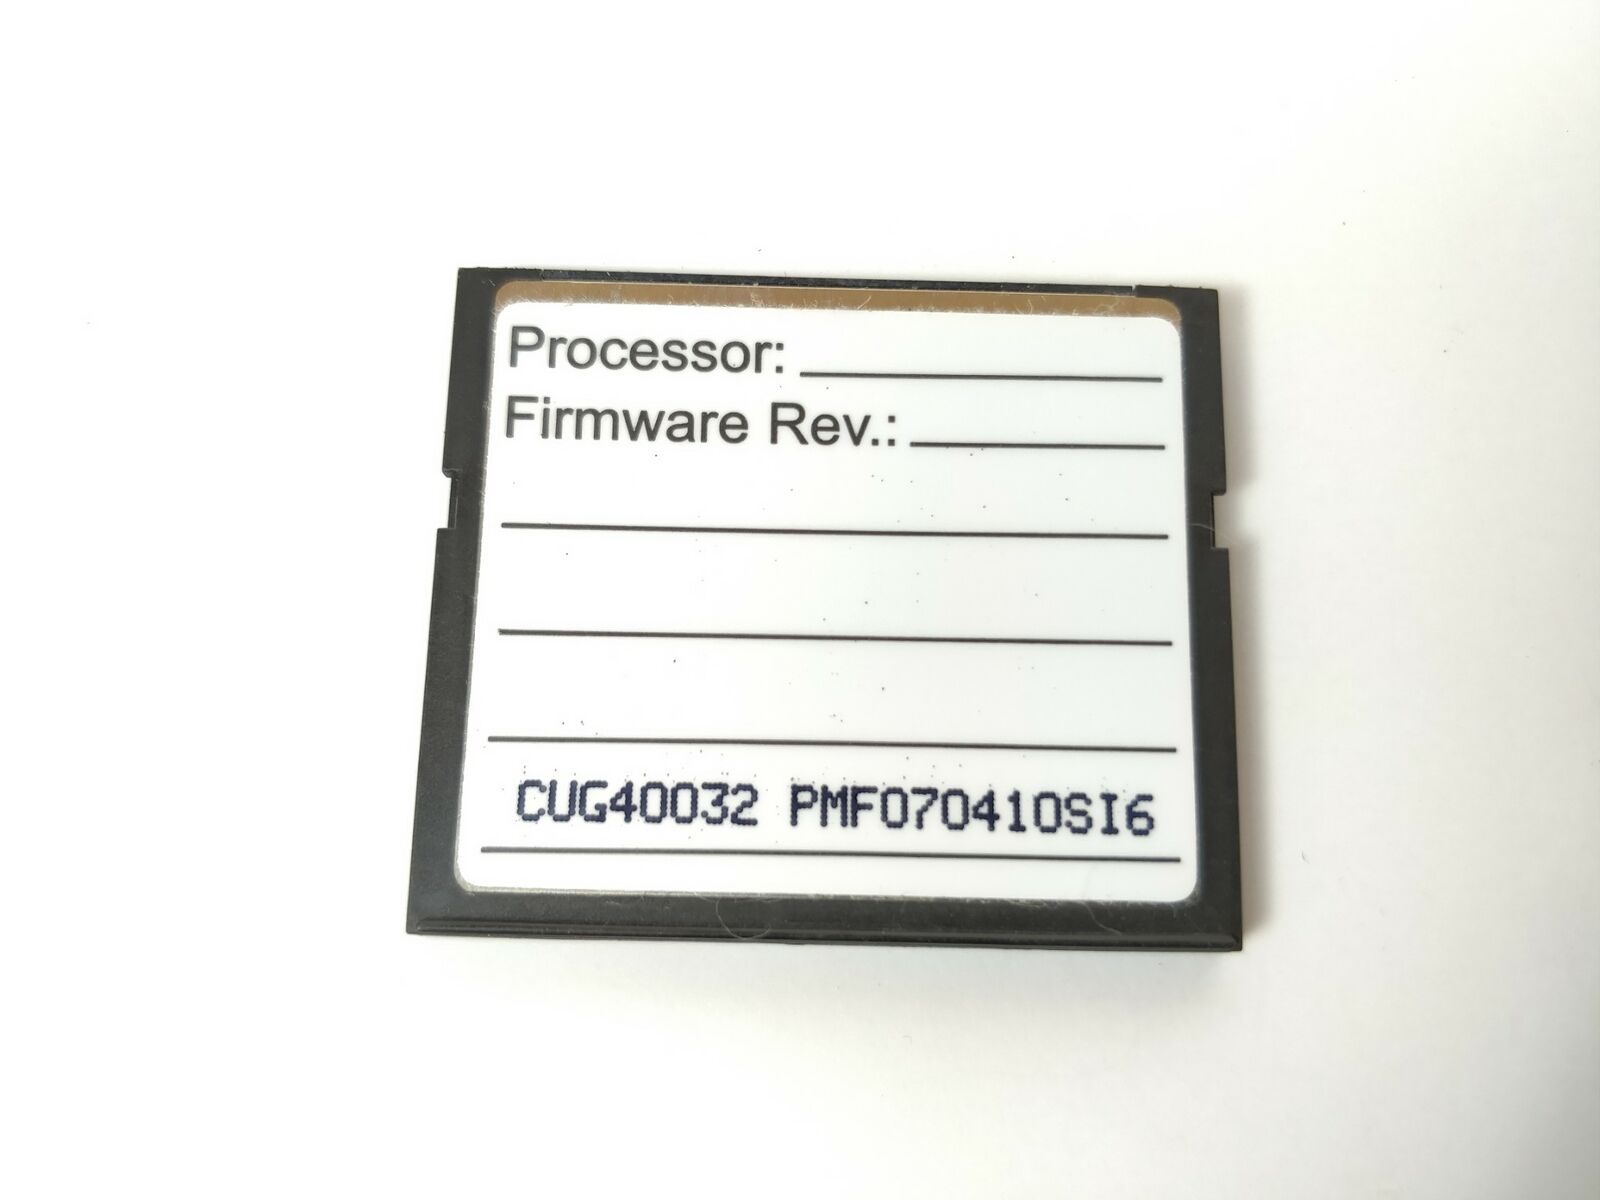 Processor:
Firmware Rev.:
CUG40032 PMF070410SI6